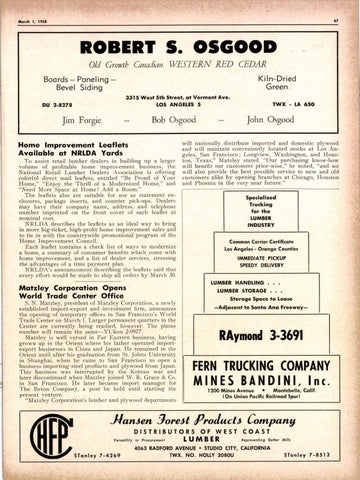 March 1, 1958
67
ROBERT S. OSGOOD
Old Growth Canadian WESTERN RED CEDAR
Boards – Paneling –
Bevel Siding
Kiln-Dried
Green
3315 West 5th Street, at Vermont Ave.
DU 2-8278
LOS ANGELES 5
TWX - LA 650
Jim Forgie -- Bob Osgood -- John Osgood
Home Improvement Leaflets
Available at NRLDA Yards
To assist retail lumber dealers in building up a larger
volume of profitable home improvement business, the
National Retail Lumber Dealers Association is offering
colorful direct mail leaflets, entitled "Be Proud of Your
Home," "Enjoy the Thrill of a Modernized Home," and
"Need More Space at Home? Add a Room."
The leaflets also are suitable for use as statement en-
closures, package inserts, and counter pick-ups. Dealers
may have their company name, address, and telephone
number imprinted on the front cover of each leaflet at
nominal cost.
NRLDA describes the leaflets as an ideal way to bring
in more big-ticket, high-profit home improvement sales and
to tie in with the countrywide promotional program of the
Home Improvement Council.
Each leaflet contains a check list of ways to modernize
a home, a summary of consumer benefits which come with
home improvement, and a list of dealer services, stressing
the advantages of a time payment plan.
NRLDA's announcement describing the leaflets said that
every effort would be made to ship all orders by March 30.
Matzley Corporation Opens
World Trade Center Office
S. N. Matzley, president of Matzley Corporation, a newly
established import-export and investment firm, announces
the opening of temporary offices in San Francisco's World
Trade Center on March 1. Larger permanent quarters in the
Center are currently being readied, however. The phone
number will remain the same—YUkon 2-0697.
Matzley is well versed in Far Eastern business, having
grown up in the Orient where his father operated import-
export businesses in China and Japan. He remained in the
Orient until after his graduation from St. Johns University
in Shanghai, when he came to San Francisco to open a
business importing steel products and plywood from Japan.
This business was interrupted by the Korean war and
later discontinued when Matzley joined W. R. Grace & Co.
in San Francisco. He later became import manager for
The Beton Company, a post he held until starting the
present venture.
"Matzley Corporation's lumber and plywood departments
will nationally distribute imported and domestic plywood
and will maintain conveniently located stocks at Los An-
geles, San Francisco; Longview, Washington, and Hous-
ton, Texas," Matzley stated. "Our purchasing know-how
will benefit our customers price-wise," he noted, "and we
will also provide the best possible service to new and old
customers alike by opening branches at Chicago, Houston
and Phoenix in the very near future."
Specialized
Trucking
for the
LUMBER
INDUSTRY
Common Carrier Certificate
Los Angeles - Orange Counties
IMMEDIATE PICKUP
SPEEDY DELIVERY
LUMBER HANDLING . . .
LUMBER STORAGE . . .
Storage Space to Lease
—Adjacent to Santa Ana Freeway—
RAymond 3-3691
FERN TRUCKING COMPANY
MINES BANDINI, Inc.
1200 Mines Avenue • Montebello, Calif.
(On Union Pacific Railroad Spur)
HFP
Co
Hansen Forest Products Company
DISTRIBUTORS OF WEST COAST
Versatility in Procurement LUMBER Representing Better Mills
4063 RADFORD AVENUE • STUDIO CITY, CALIFORNIA
STanley 7-4269
TWX. NO. HOLLY 2080U
STanley 7-8513